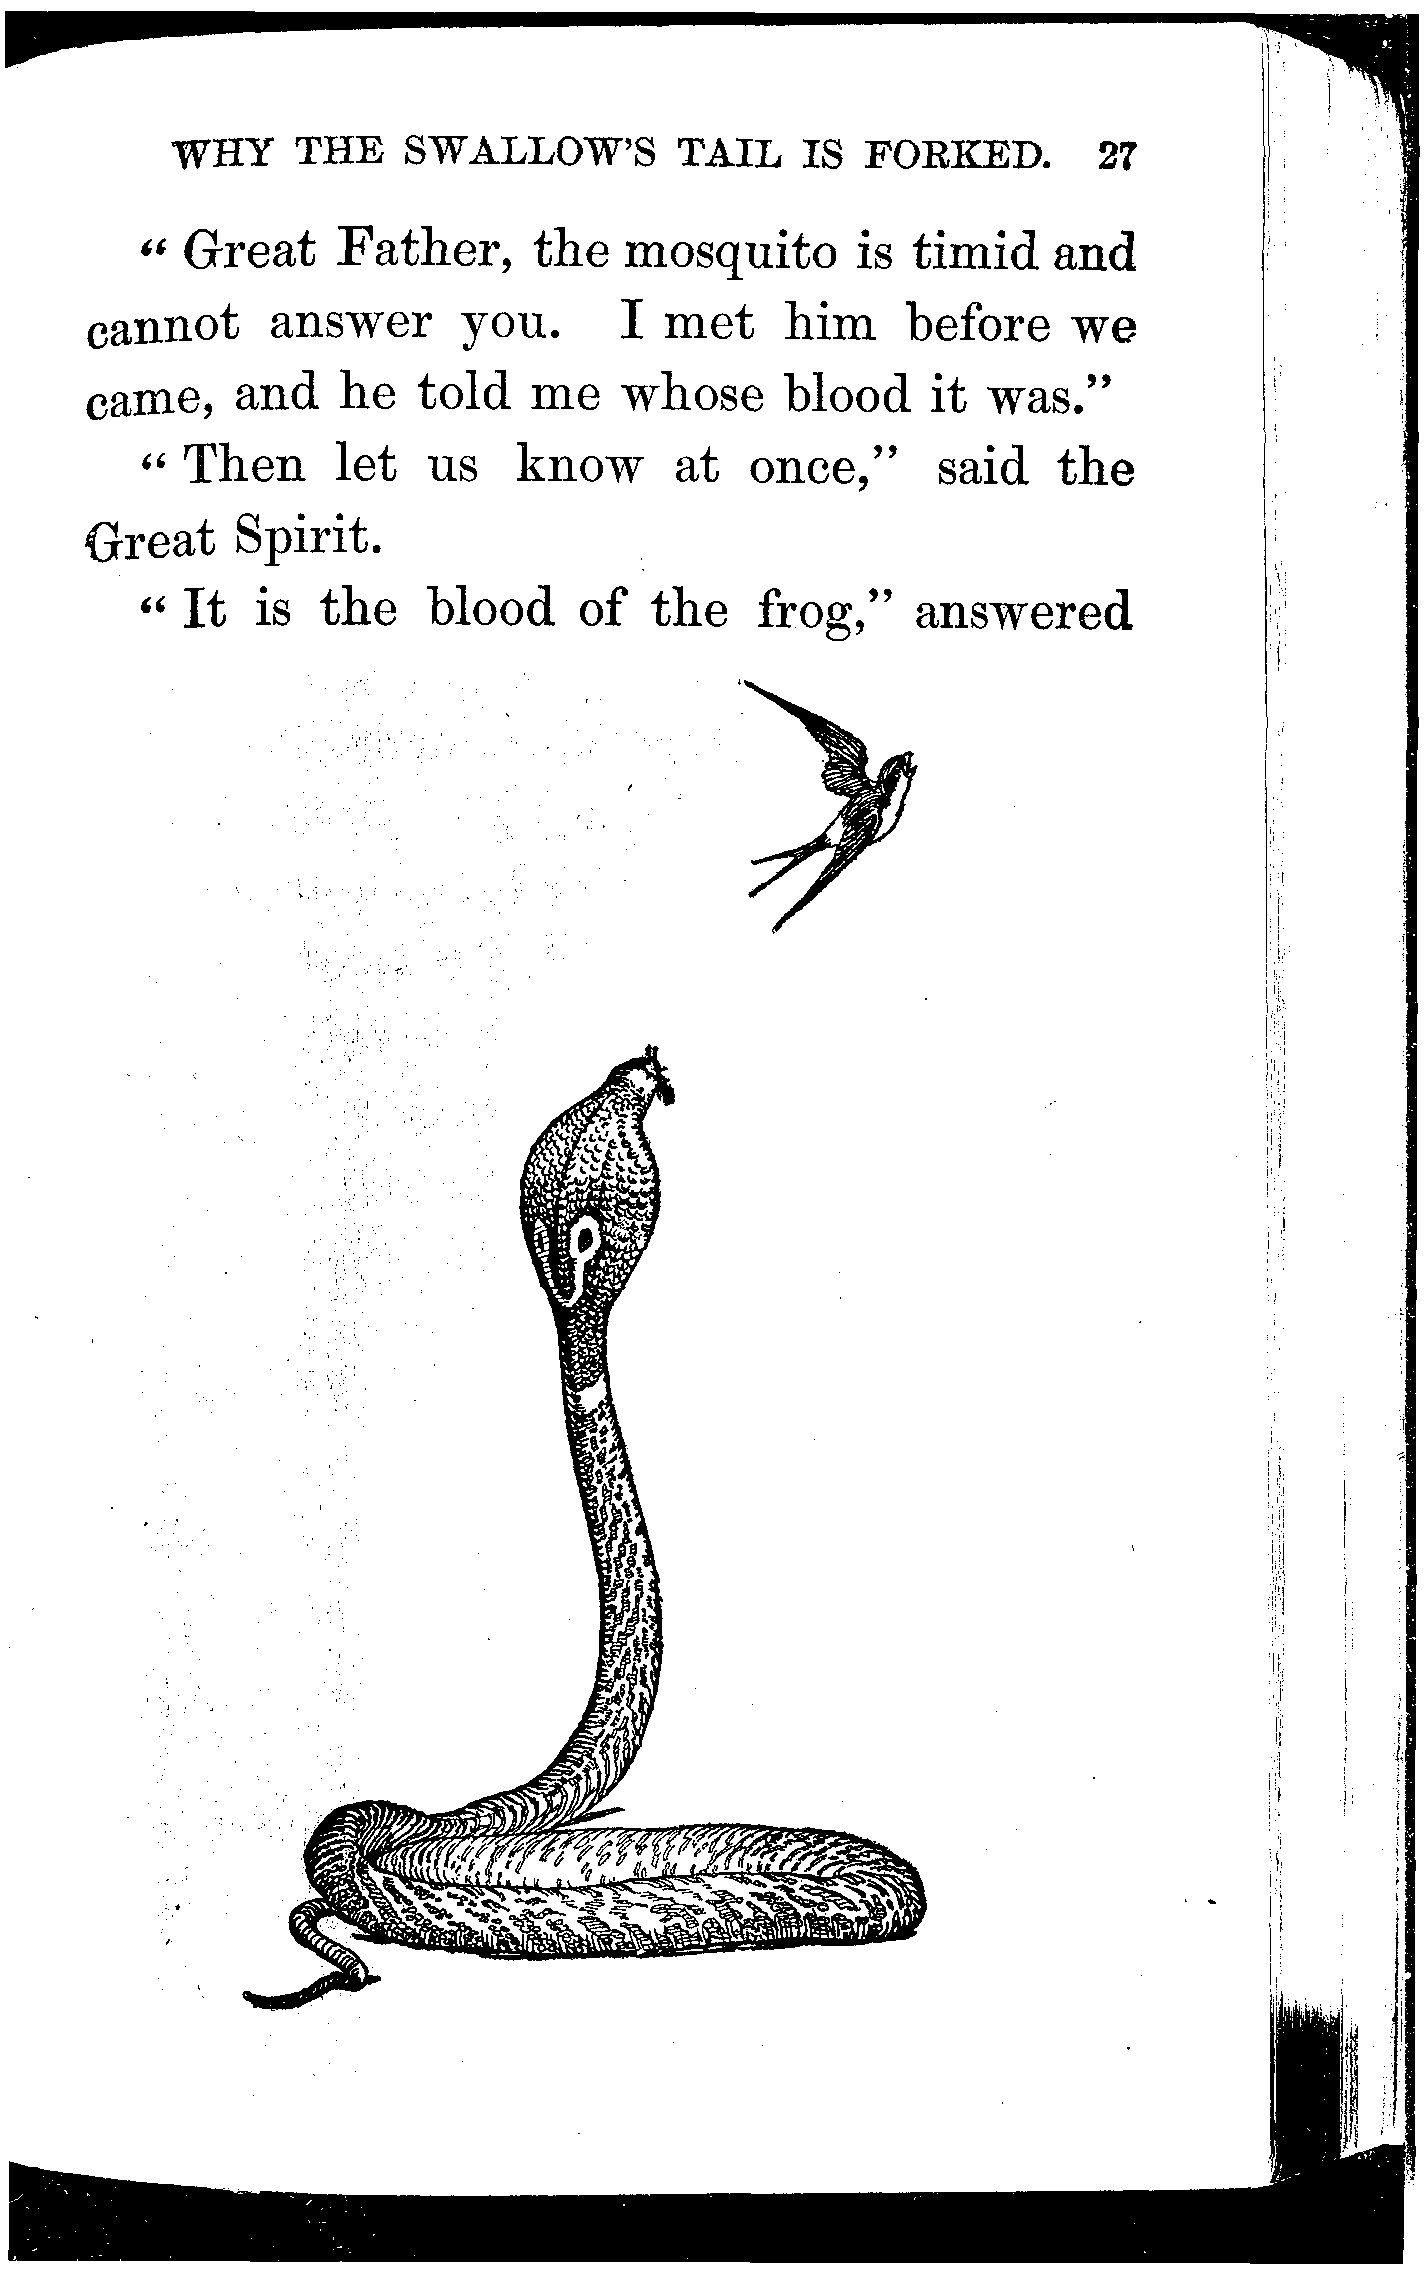 WHY THE SWALLOW'S TAIL IS FORKED. 27
“ Great Father, the mosquito is timid and
cannot answer you. I met him before we
came, and he told me whose blood it was.”
“ Then let us know at once,” said the
Great Spirit.
“ It is the blood of the frog,” answered